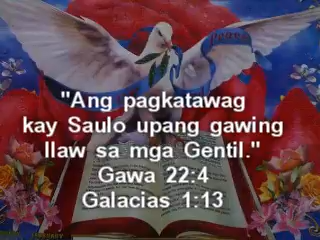 "Ang pagkatawag
kay Saulo upang gawing
Ilaw sa mga Gentil."
Gawa 22:4
Galacias 1:13